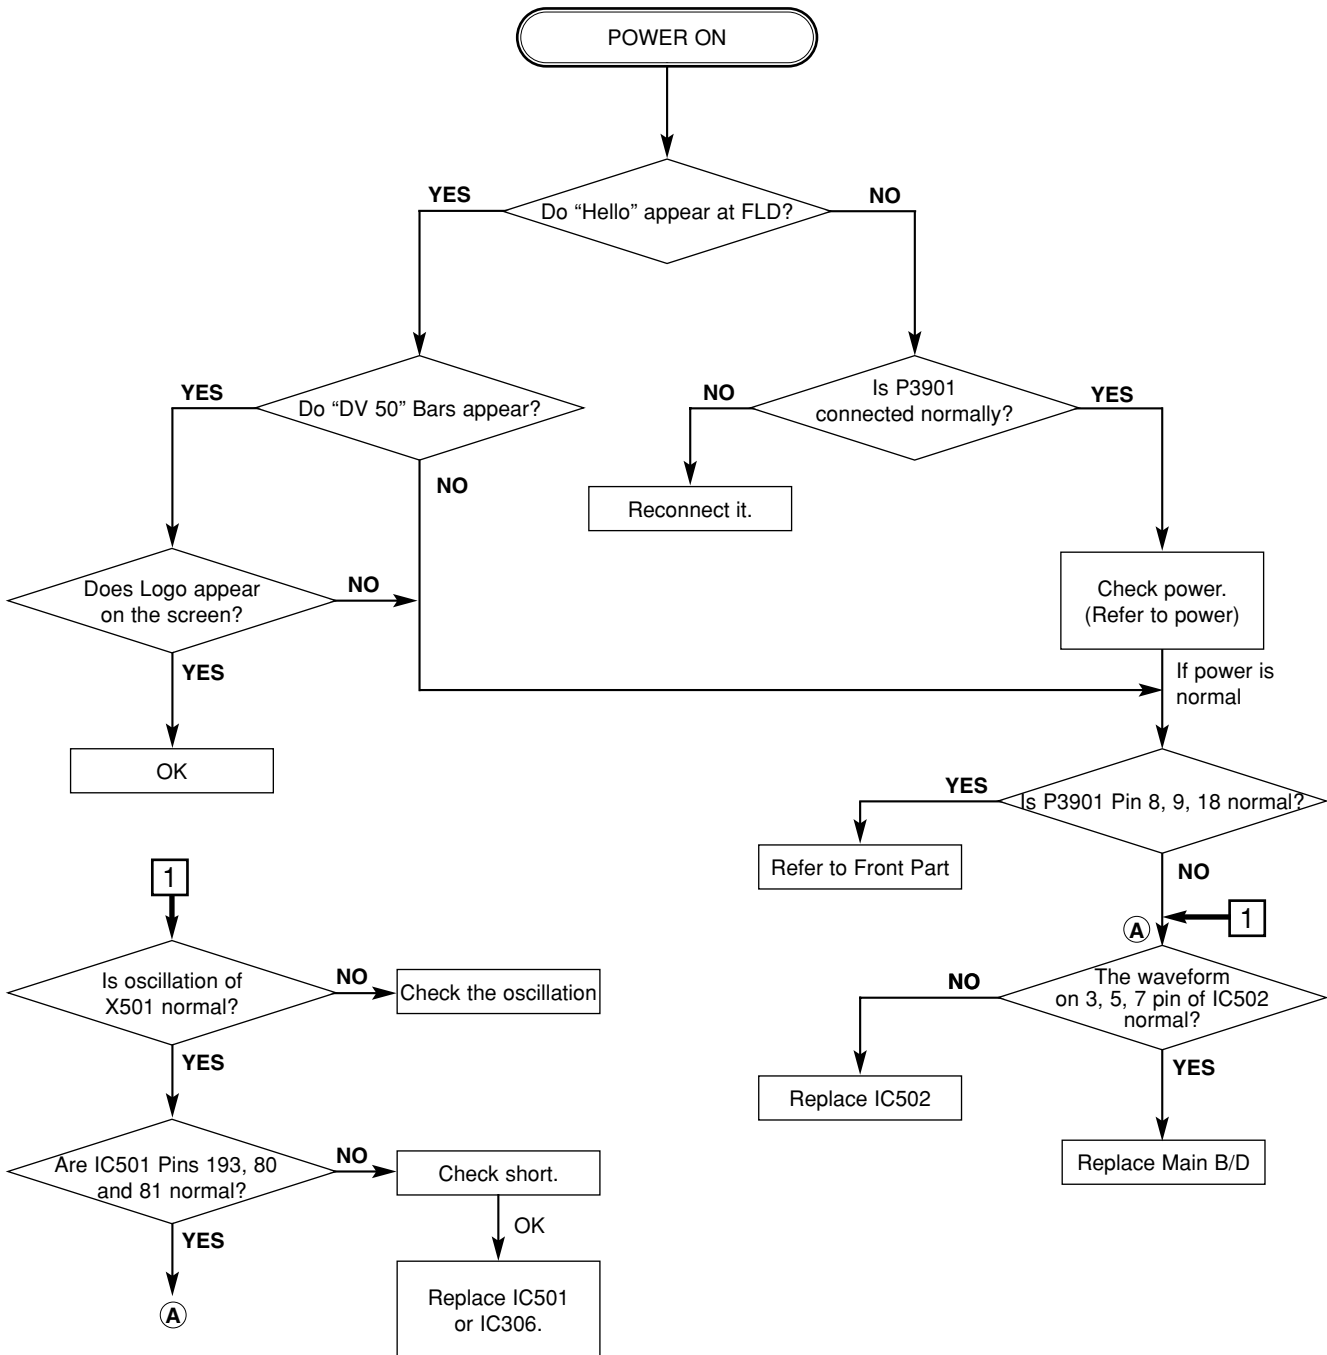 POWER ON
YES
NO
Do “Hello” appear at FLD?
YES
Do “DV 50” Bars appear?
NO
NO
Is P3901
connected normally?
YES
Reconnect it.
Does Logo appear
on the screen?
NO
YES
OK
Check power.
(Refer to power)
If power is
normal
YES
Is P3901 Pin 8, 9, 18 normal?
Refer to Front Part
NO
1
A
NO
The waveform
on 3, 5, 7 pin of IC502
normal?
YES
Replace IC502
Replace Main B/D
1
Is oscillation of
X501 normal?
NO
Check the oscillation
YES
Are IC501 Pins 193, 80
and 81 normal?
NO
Check short.
OK
YES
A
Replace IC501
or IC306.